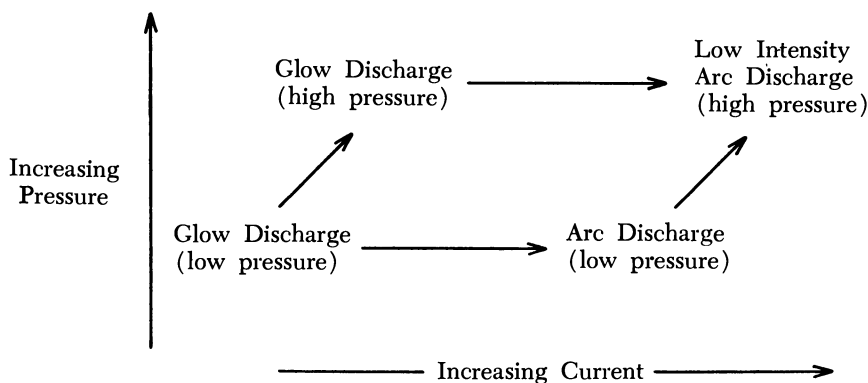 Low Intensity
Arc Discharge
(high pressure)
Glow Discharge
(high pressure)
Increasing
Pressure
Glow Discharge
(low pressure)
Arc Discharge
(low pressure)
Increasing Current